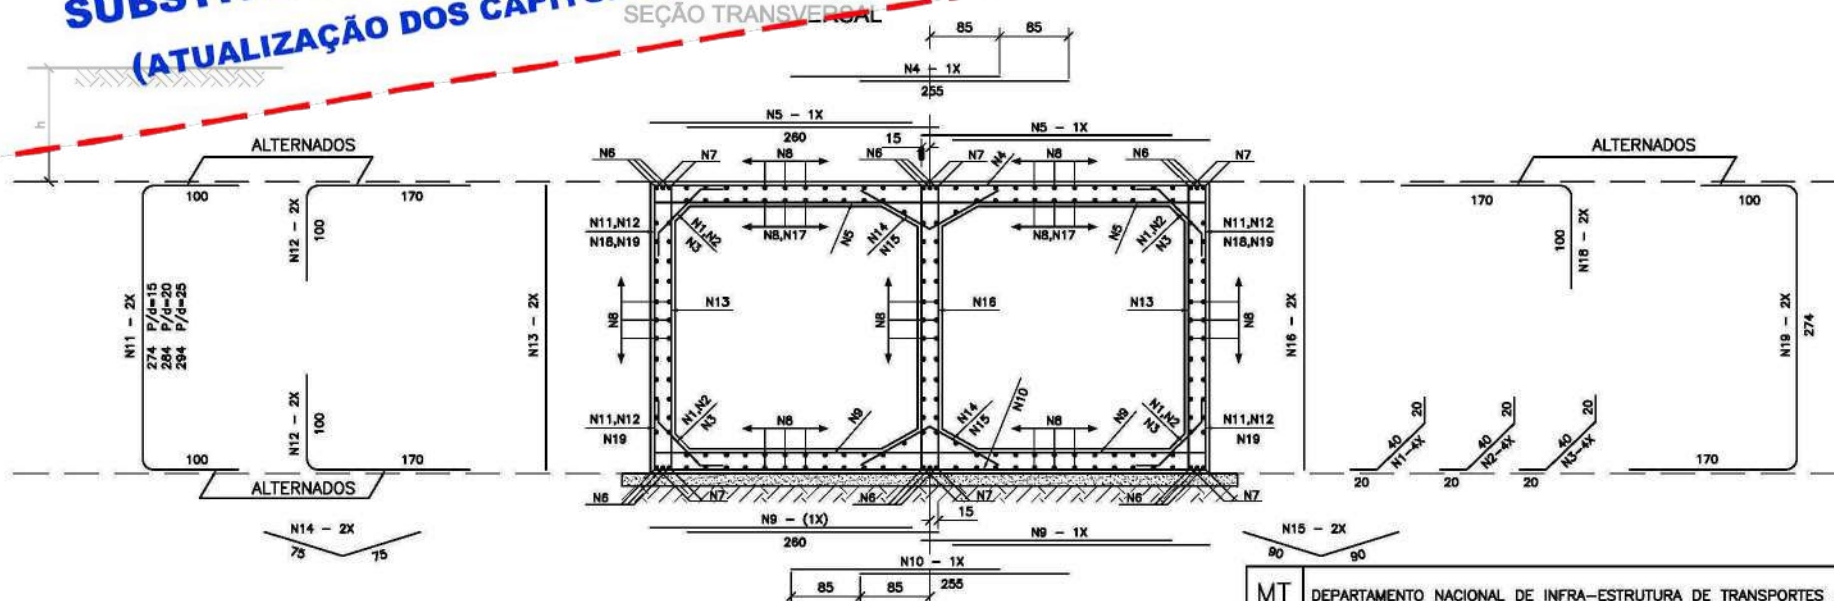 (ATUALIZAÇÃO DOS
SEÇÃO TRANSVERSAL
85 85
N4 - 1X
255
h
N5 - 1X
260
15
N5 - 1X
ALTERNADOS
ALTERNADOS
N6 N7 N8 N6 N7 N4 N8 N6 N7
100 170
170 100
N12 - 2X
100
N11,N12
N18,N19
N1,N2
N3
N8,N17
N5
N14
N15
N8,N17
N5
N1,N2
N3
N11,N12
N18,N19
100
N18 - 2X
N11 - 2X
274 P/d=15
284 P/d=20
294 P/d=25
N13 - 2X
N8
N13
N8
N16
N13
N8
N16 - 2X
N19 - 2X
274
N12 - 2X
100
N11,N12
N19
N1,N2
N3
N8
N9
N14
N15
N10
N8
N9
N1,N2
N3
N11,N12
N19
20 40 N1-4X 20
20 40 N2-4X 20
20 40 N3-4X 20
100 170
170
ALTERNADOS
N6 N7 N6 N7 N6 N7
N14 - 2X
75 75
N9 - (1X)
260
15
N9 - 1X
N15 - 2X
90 90
N10 - 1X
255
85 85
MT DEPARTAMENTO NACIONAL DE INFRA-ESTRUTURA DE TRANSPORTES